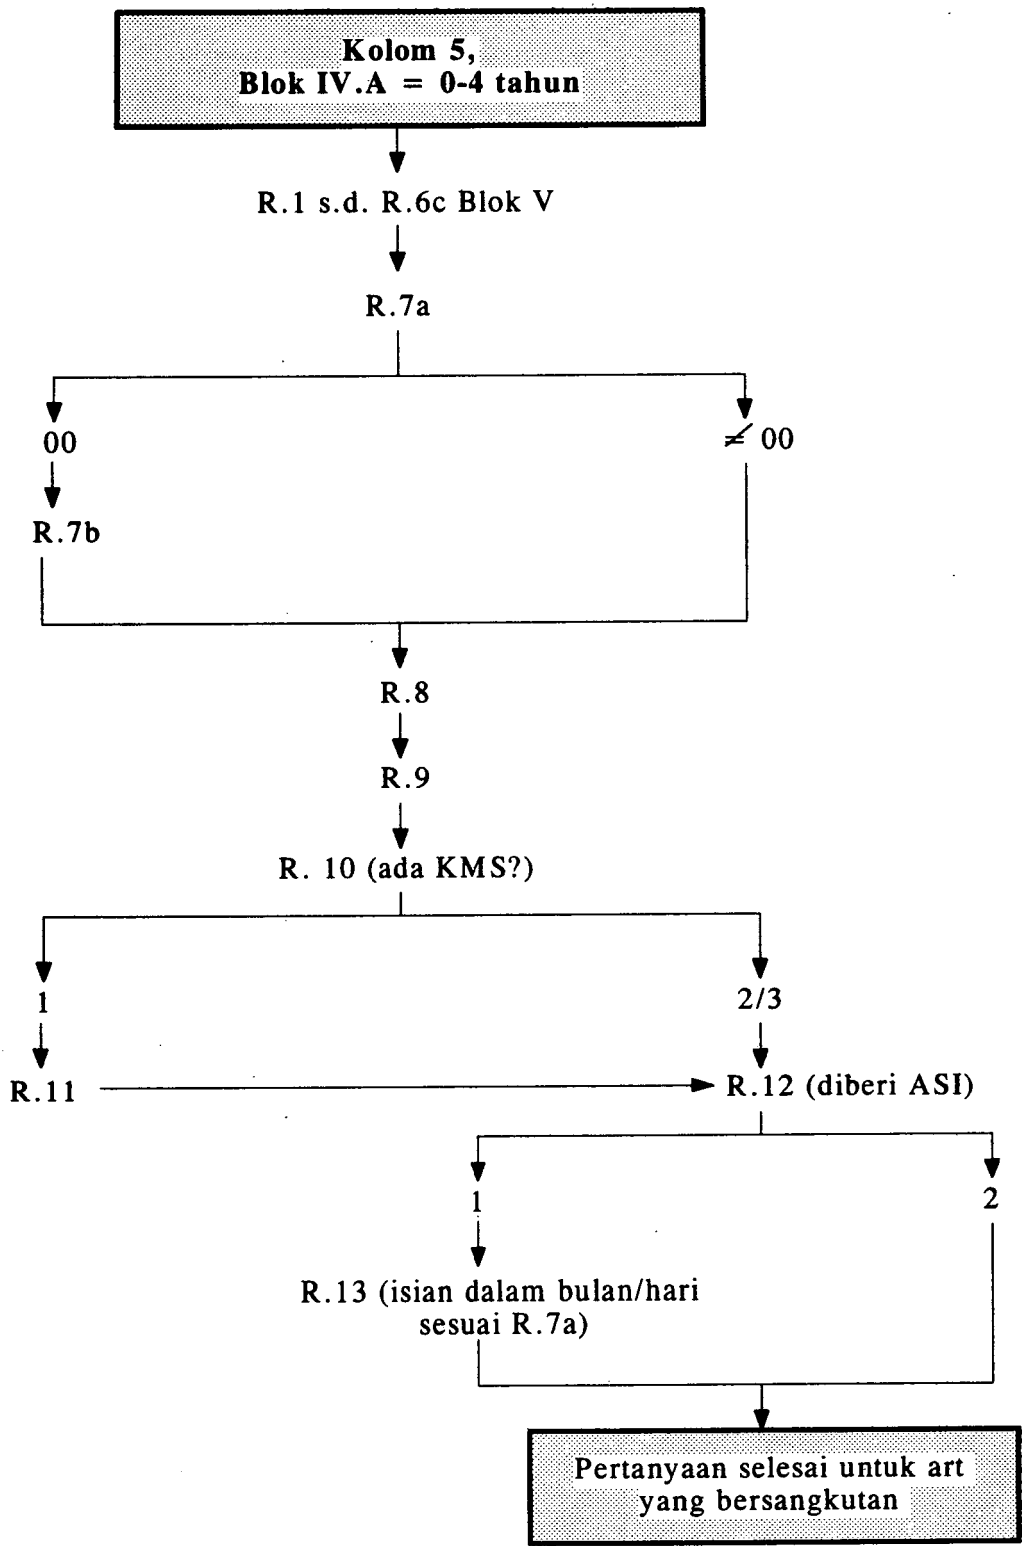 Kolom 5,
Blok IV.A = 0-4 tahun
R.1 s.d. R.6c Blok V
R.7a
00
≠ 00
R.7b
R.8
R.9
R. 10 (ada KMS?)
1
2/3
R.11
R.12 (diberi ASI)
1
2
R.13 (isian dalam bulan/hari
sesuai R.7a)
Pertanyaan selesai untuk art
yang bersangkutan